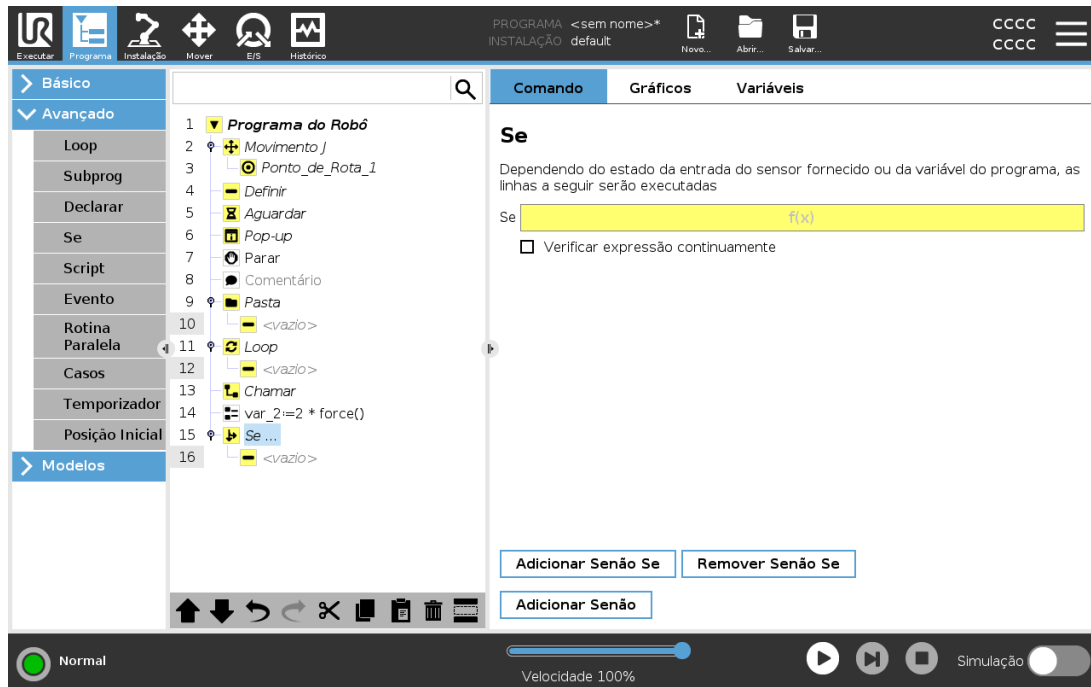 UR
PROGRAMA <sem nome>*
INSTALAÇÃO default
CCCC
CCCC
Executar Programa Instalação Mover E/S Histórico Novo... Abrir... Salvar...
Básico
Avançado
Loop
Subprog
Declarar
Se
Script
Evento
Rotina
Paralela
Casos
Temporizador
Posição Inicial
Modelos
1 Programa do Robô
2 Movimento J
3 Ponto_de_Rota_1
4 Definir
5 Aguardar
6 Pop-up
7 Parar
8 Comentário
9 Pasta
10 <vazio>
11 Loop
12 <vazio>
13 Chamar
14 var_2:=2 * force()
15 Se ...
16 <vazio>
Comando Gráficos Variáveis
Se
Dependendo do estado da entrada do sensor fornecido ou da variável do programa, as
linhas a seguir serão executadas
Se f(x)
Verificar expressão continuamente
Adicionar Senão Se Remover Senão Se
Adicionar Senão
Normal
Velocidade 100%
Simulação